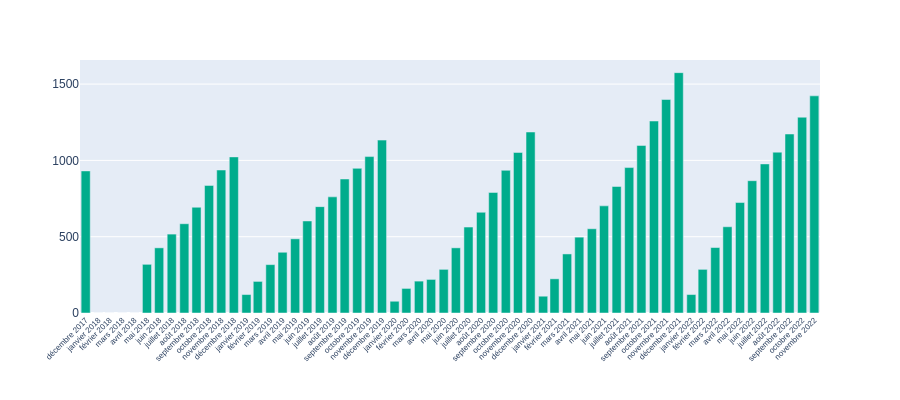 1500
1000
500
0
décembre 2017
janvier 2018
février 2018
mars 2018
avril 2018
mai 2018
juin 2018
juillet 2018
août 2018
septembre 2018
octobre 2018
novembre 2018
décembre 2018
janvier 2019
février 2019
mars 2019
avril 2019
mai 2019
juin 2019
juillet 2019
août 2019
septembre 2019
octobre 2019
novembre 2019
décembre 2019
janvier 2020
février 2020
mars 2020
avril 2020
mai 2020
juin 2020
juillet 2020
août 2020
septembre 2020
octobre 2020
novembre 2020
décembre 2020
janvier 2021
février 2021
mars 2021
avril 2021
mai 2021
juin 2021
juillet 2021
août 2021
septembre 2021
octobre 2021
novembre 2021
décembre 2021
janvier 2022
février 2022
mars 2022
avril 2022
mai 2022
juin 2022
juillet 2022
août 2022
septembre 2022
octobre 2022
novembre 2022